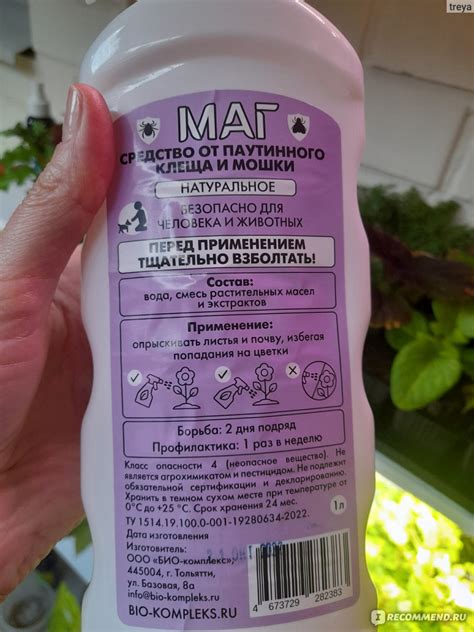 treya
МАГ
СРЕДСТВО ОТ ПАУТИННОГО
КЛЕЩА И МОШКИ
НАТУРАЛЬНОЕ
БЕЗОПАСНО ДЛЯ
ЧЕЛОВЕКА И ЖИВОТНЫХ
ПЕРЕД ПРИМЕНЕНИЕМ
ТЩАТЕЛЬНО ВЗБОЛТАТЬ!
Состав:
вода, смесь растительных масел
и экстрактов
Применение:
опрыскивать листья и почву, избегая
попадания на цветки
Борьба: 2 дня подряд
Профилактика: 1 раз в неделю
Класс опасности 4 (неопасное вещество). Не
является агрохимикатом и пестицидом. Не подлежит
обязательной сертификации и декларированию.
Хранить в темном сухом месте при температуре от
0°С до +25 °С. Срок хранения 24 мес.
1 л
ТУ 1514.19.100.0-001-19280634-2022.
Дата изготовления
Изготовитель:
ООО «БИО-комплекс»,
445004, г. Тольятти,
ул. Базовая, 8а
info@bio-kompleks.ru
BIO-KOMPLEKS.RU
4 673729 282383
I RECOMMEND.RU